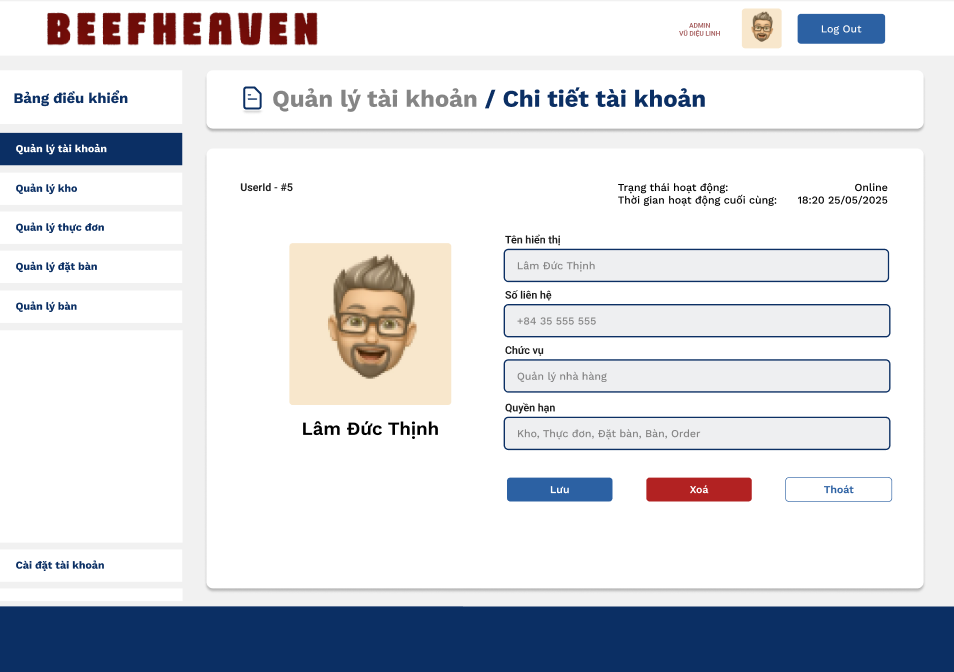 BEEFHEAVEN
ADMIN
VŨ DIỆU LINH
Log Out
Bảng điều khiển
Quản lý tài khoản
Quản lý kho
Quản lý thực đơn
Quản lý đặt bàn
Quản lý bàn
Cài đặt tài khoản
Quản lý tài khoản / Chi tiết tài khoản
UserId - #5
Trạng thái hoạt động: Online
Thời gian hoạt động cuối cùng: 18:20 25/05/2025
Lâm Đức Thịnh
Tên hiển thị
Lâm Đức Thịnh
Số liên hệ
+84 35 555 555
Chức vụ
Quản lý nhà hàng
Quyền hạn
Kho, Thực đơn, Đặt bàn, Bàn, Order
Lưu
Xoá
Thoát